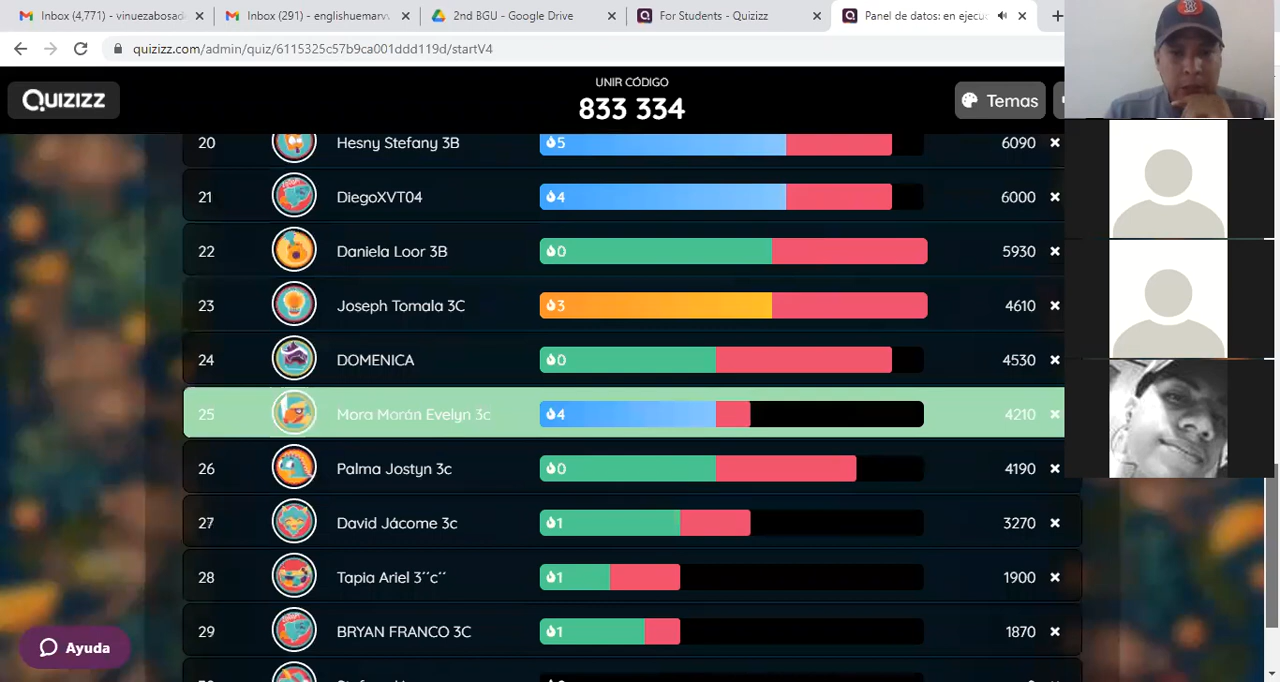 Inbox (4,771) - vinuezabosad
Inbox (291) - englishuemarv
2nd BGU - Google Drive
For Students - Quizizz
Panel de datos: en ejecu
quizizz.com/admin/quiz/6115325c57b9ca001ddd119d/startV4
QUIZIZZ
UNIR CÓDIGO
833 334
Temas
20 Hesny Stefany 3B 5 6090
21 DiegoXVT04 4 6000
22 Daniela Loor 3B 0 5930
23 Joseph Tomala 3C 3 4610
24 DOMENICA 0 4530
25 Mora Morán Evelyn 3c 4 4210
26 Palma Jostyn 3c 0 4190
27 David Jácome 3c 1 3270
28 Tapia Ariel 3´´c´´ 1 1900
29 BRYAN FRANCO 3C 1 1870
Ayuda